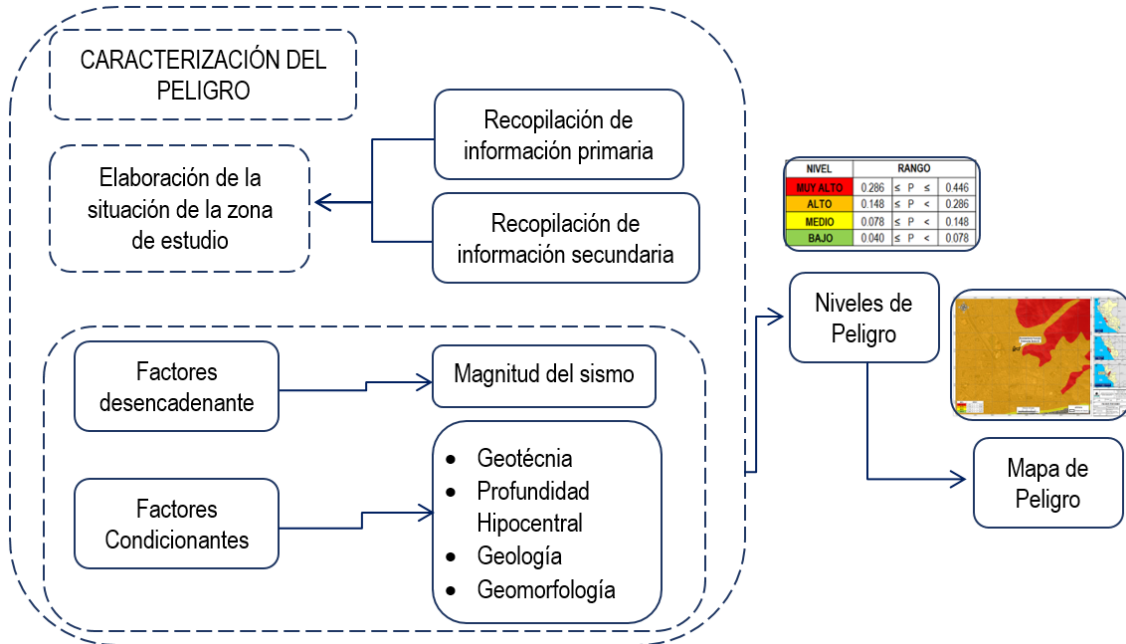 CARACTERIZACIÓN DEL
PELIGRO
Elaboración de la
situación de la zona
de estudio
Recopilación de
información primaria
Recopilación de
información secundaria
Factores
desencadenante
Magnitud del sismo
Factores
Condicionantes
• Geotécnia
• Profundidad
Hipocentral
• Geología
• Geomorfología
NIVEL RANGO
MUY ALTO 0.286 ≤ P ≤ 0.446
ALTO 0.148 ≤ P < 0.286
MEDIO 0.078 ≤ P < 0.148
BAJO 0.040 ≤ P < 0.078
Niveles de
Peligro
Mapa de
Peligro